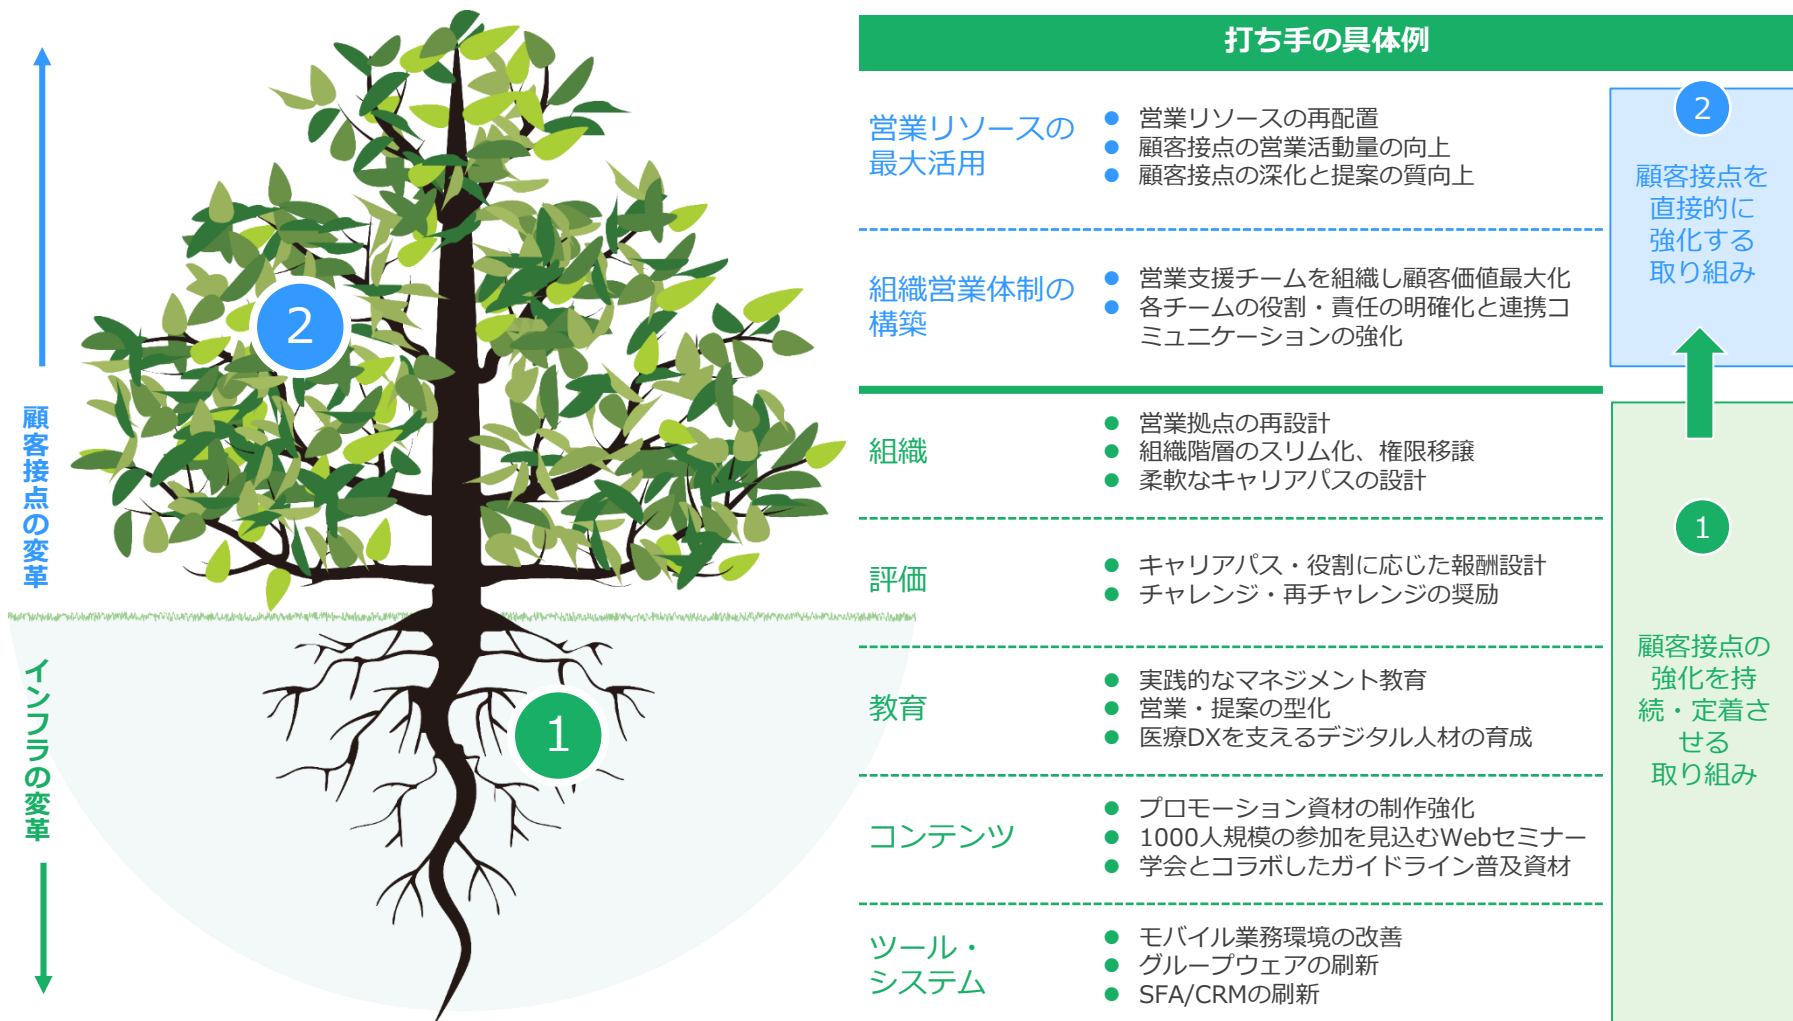 打ち手の具体例
営業リソースの
最大活用
● 営業リソースの再配置
● 顧客接点の営業活動量の向上
● 顧客接点の深化と提案の質向上
組織営業体制の
構築
● 営業支援チームを組織し顧客価値最大化
● 各チームの役割・責任の明確化と連携コ
ミュニケーションの強化
2
顧客接点を
直接的に
強化する
取り組み
組織
● 営業拠点の再設計
● 組織階層のスリム化、権限移譲
● 柔軟なキャリアパスの設計
評価
● キャリアパス・役割に応じた報酬設計
● チャレンジ・再チャレンジの奨励
教育
● 実践的なマネジメント教育
● 営業・提案の型化
● 医療DXを支えるデジタル人材の育成
コンテンツ
● プロモーション資材の制作強化
● 1000人規模の参加を見込むWebセミナー
● 学会とコラボしたガイドライン普及資材
ツール・
システム
● モバイル業務環境の改善
● グループウェアの刷新
● SFA/CRMの刷新
1
顧客接点の
強化を持
続・定着さ
せる
取り組み
顧客接点の変革
2
インフラの変革
1